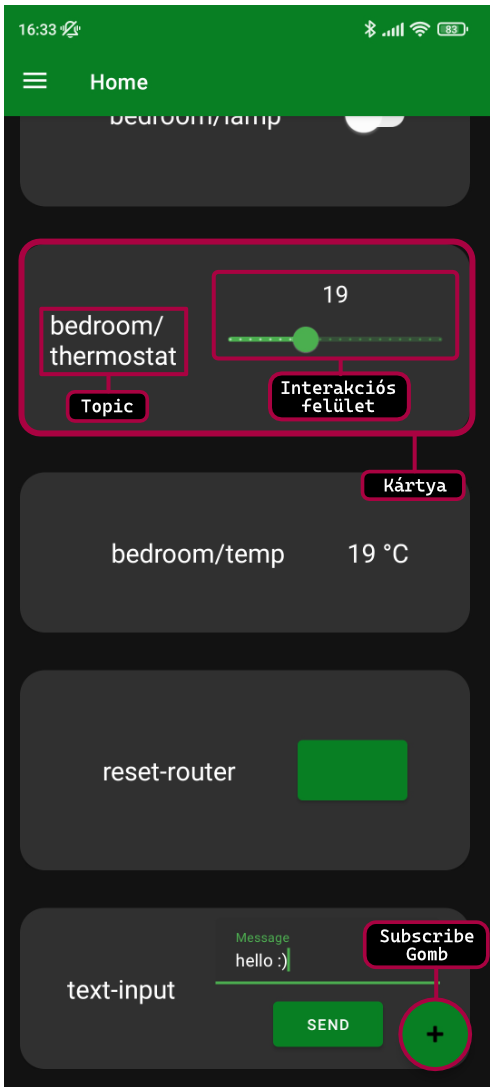 16:33
83
Home
bedroom/lamp
19
bedroom/
thermostat
Topic
Interakciós
felület
Kártya
bedroom/temp
19 °C
reset-router
Message
hello :)
Subscribe
Gomb
text-input
SEND
+